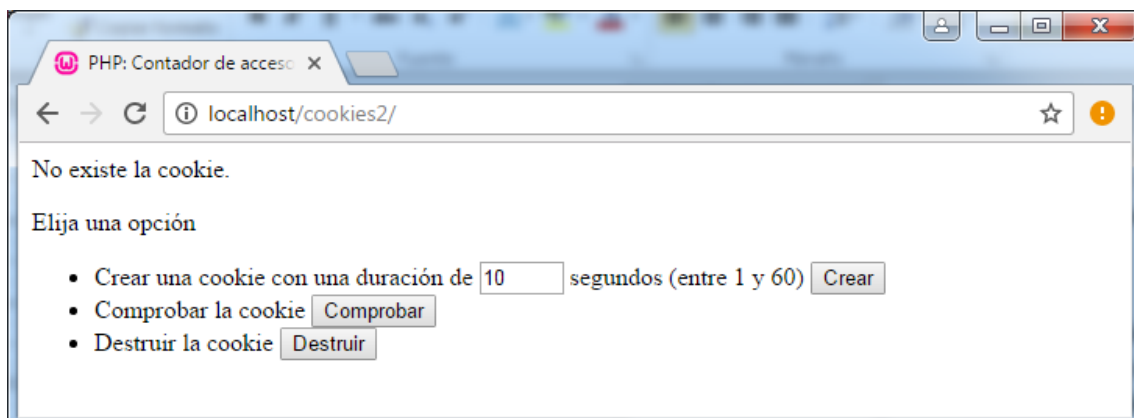 PHP: Contador de acceso
localhost/cookies2/
No existe la cookie.
Elija una opción
Crear una cookie con una duración de 10 segundos (entre 1 y 60) Crear
Comprobar la cookie Comprobar
Destruir la cookie Destruir